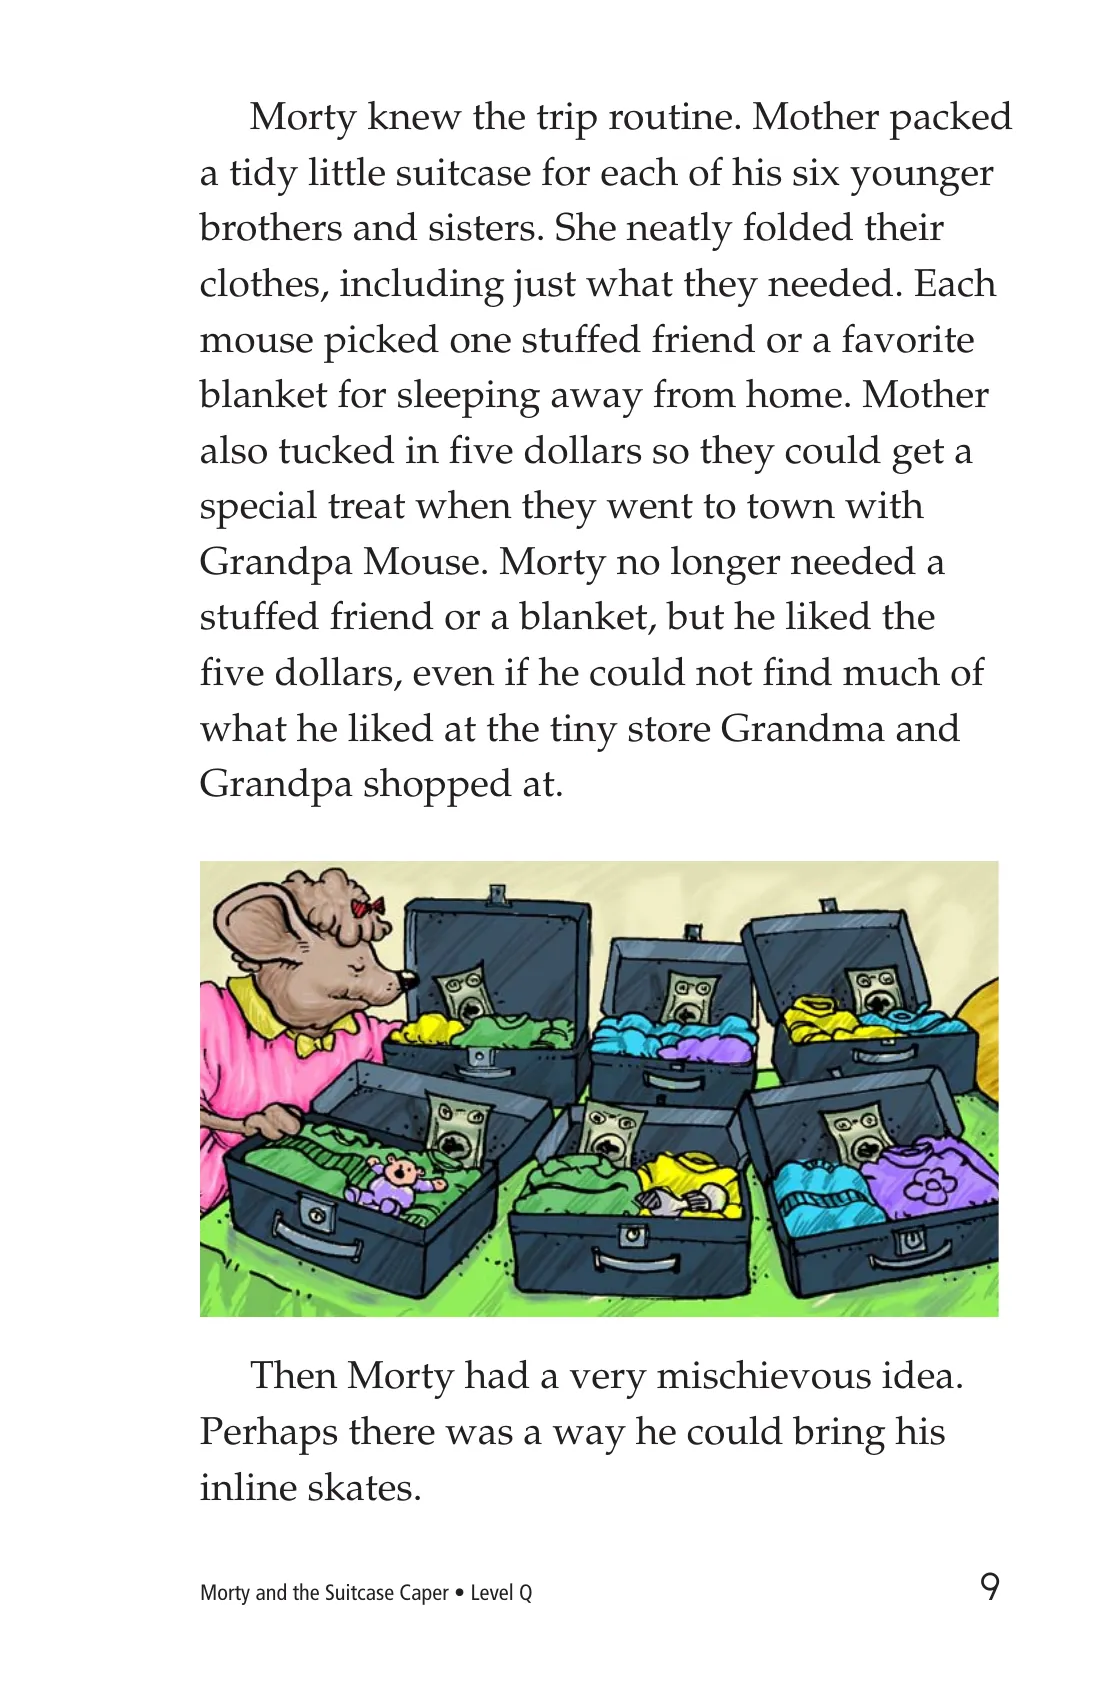 Morty knew the trip routine. Mother packed
a tidy little suitcase for each of his six younger
brothers and sisters. She neatly folded their
clothes, including just what they needed. Each
mouse picked one stuffed friend or a favorite
blanket for sleeping away from home. Mother
also tucked in five dollars so they could get a
special treat when they went to town with
Grandpa Mouse. Morty no longer needed a
stuffed friend or a blanket, but he liked the
five dollars, even if he could not find much of
what he liked at the tiny store Grandma and
Grandpa shopped at.
Then Morty had a very mischievous idea.
Perhaps there was a way he could bring his
inline skates.
Morty and the Suitcase Caper • Level Q
9